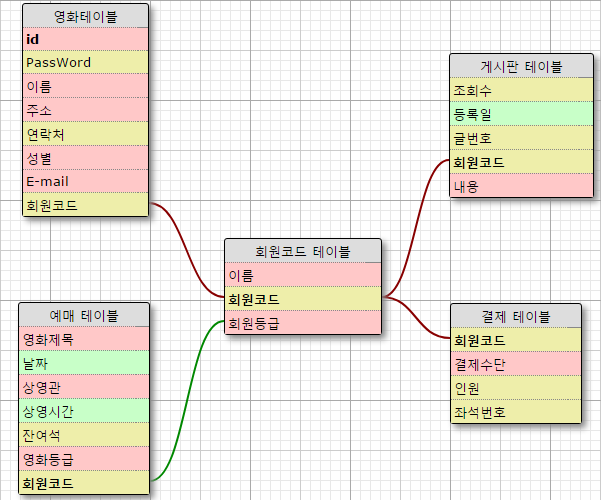 영화테이블
id
PassWord
이름
주소
연락처
성별
E-mail
회원코드
게시판 테이블
조회수
등록일
글번호
회원코드
내용
회원코드 테이블
이름
회원코드
회원등급
예매 테이블
영화제목
날짜
상영관
상영시간
잔여석
영화등급
회원코드
결제 테이블
회원코드
결제수단
인원
좌석번호